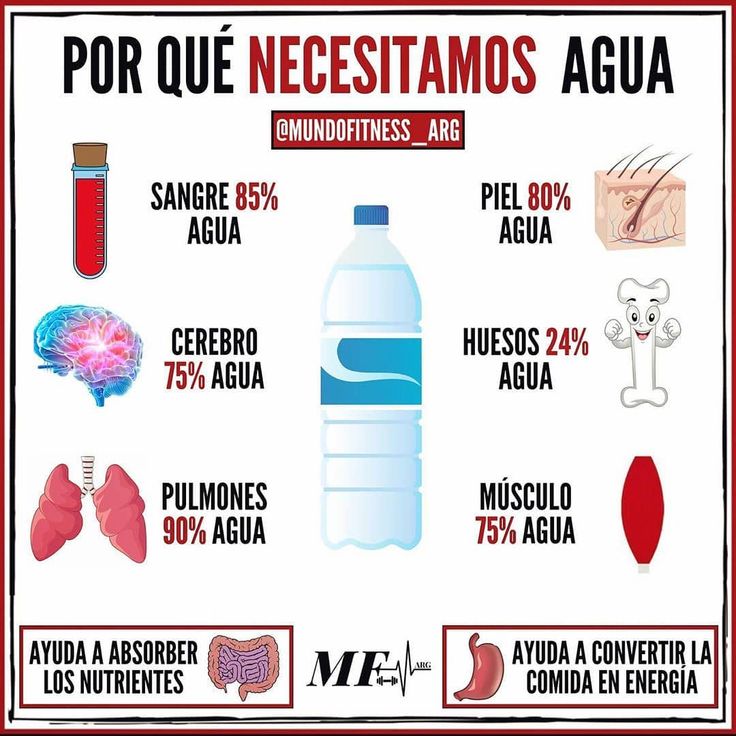 POR QUÉ NECESITAMOS AGUA
@MUNDOFITNESS_ARG
SANGRE 85%
AGUA
PIEL 80%
AGUA
CEREBRO
75% AGUA
HUESOS 24%
AGUA
PULMONES
90% AGUA
MÚSCULO
75% AGUA
AYUDA A ABSORBER
LOS NUTRIENTES
MF ARG
AYUDA A CONVERTIR LA
COMIDA EN ENERGÍA